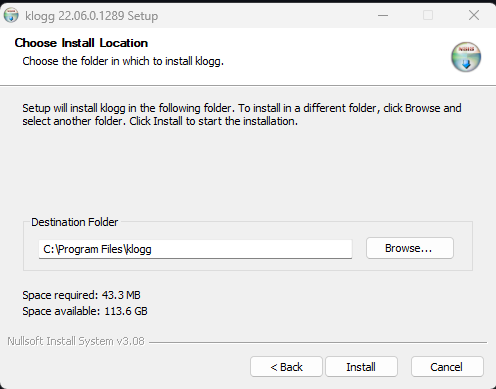 klogg 22.06.0.1289 Setup
Choose Install Location
Choose the folder in which to install klogg.
Setup will install klogg in the following folder. To install in a different folder, click Browse and
select another folder. Click Install to start the installation.
Destination Folder
C:\Program Files\klogg
Browse...
Space required: 43.3 MB
Space available: 113.6 GB
Nullsoft Install System v3.08
< Back
Install
Cancel